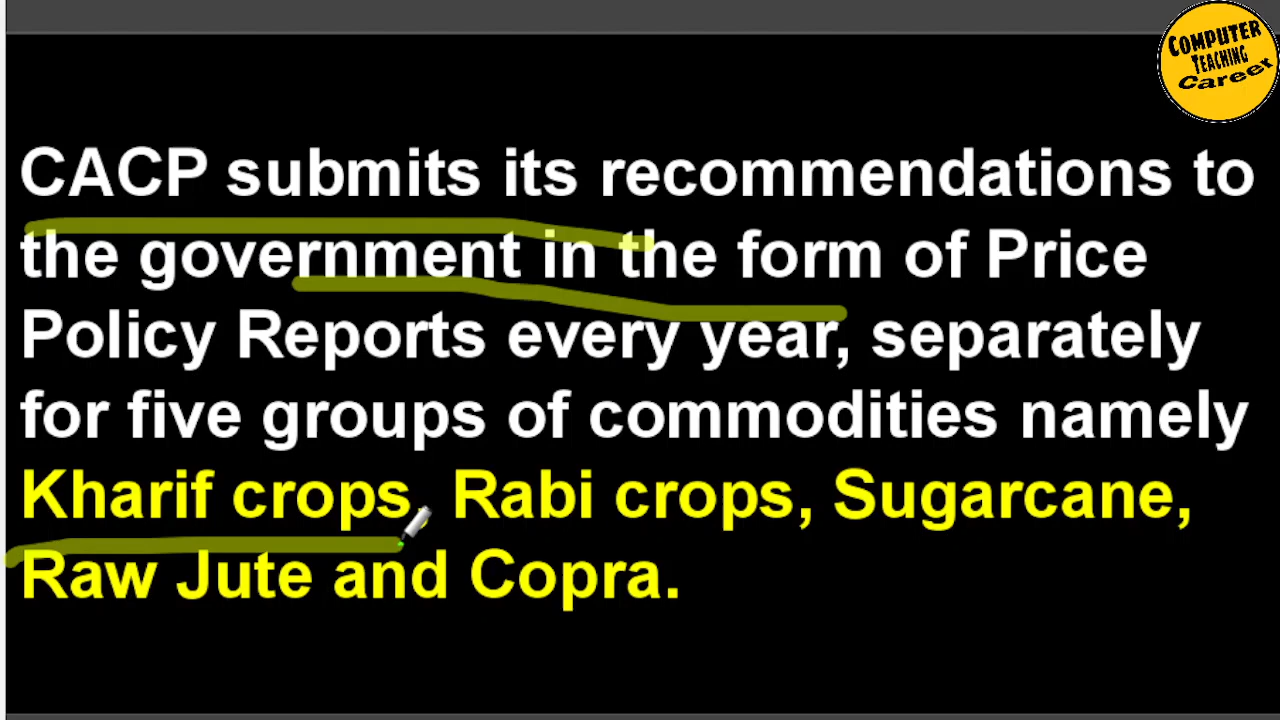 COMPUTER
TEACHING
Career
CACP submits its recommendations to
the government in the form of Price
Policy Reports every year, separately
for five groups of commodities namely
Kharif crops, Rabi crops, Sugarcane,
Raw Jute and Copra.